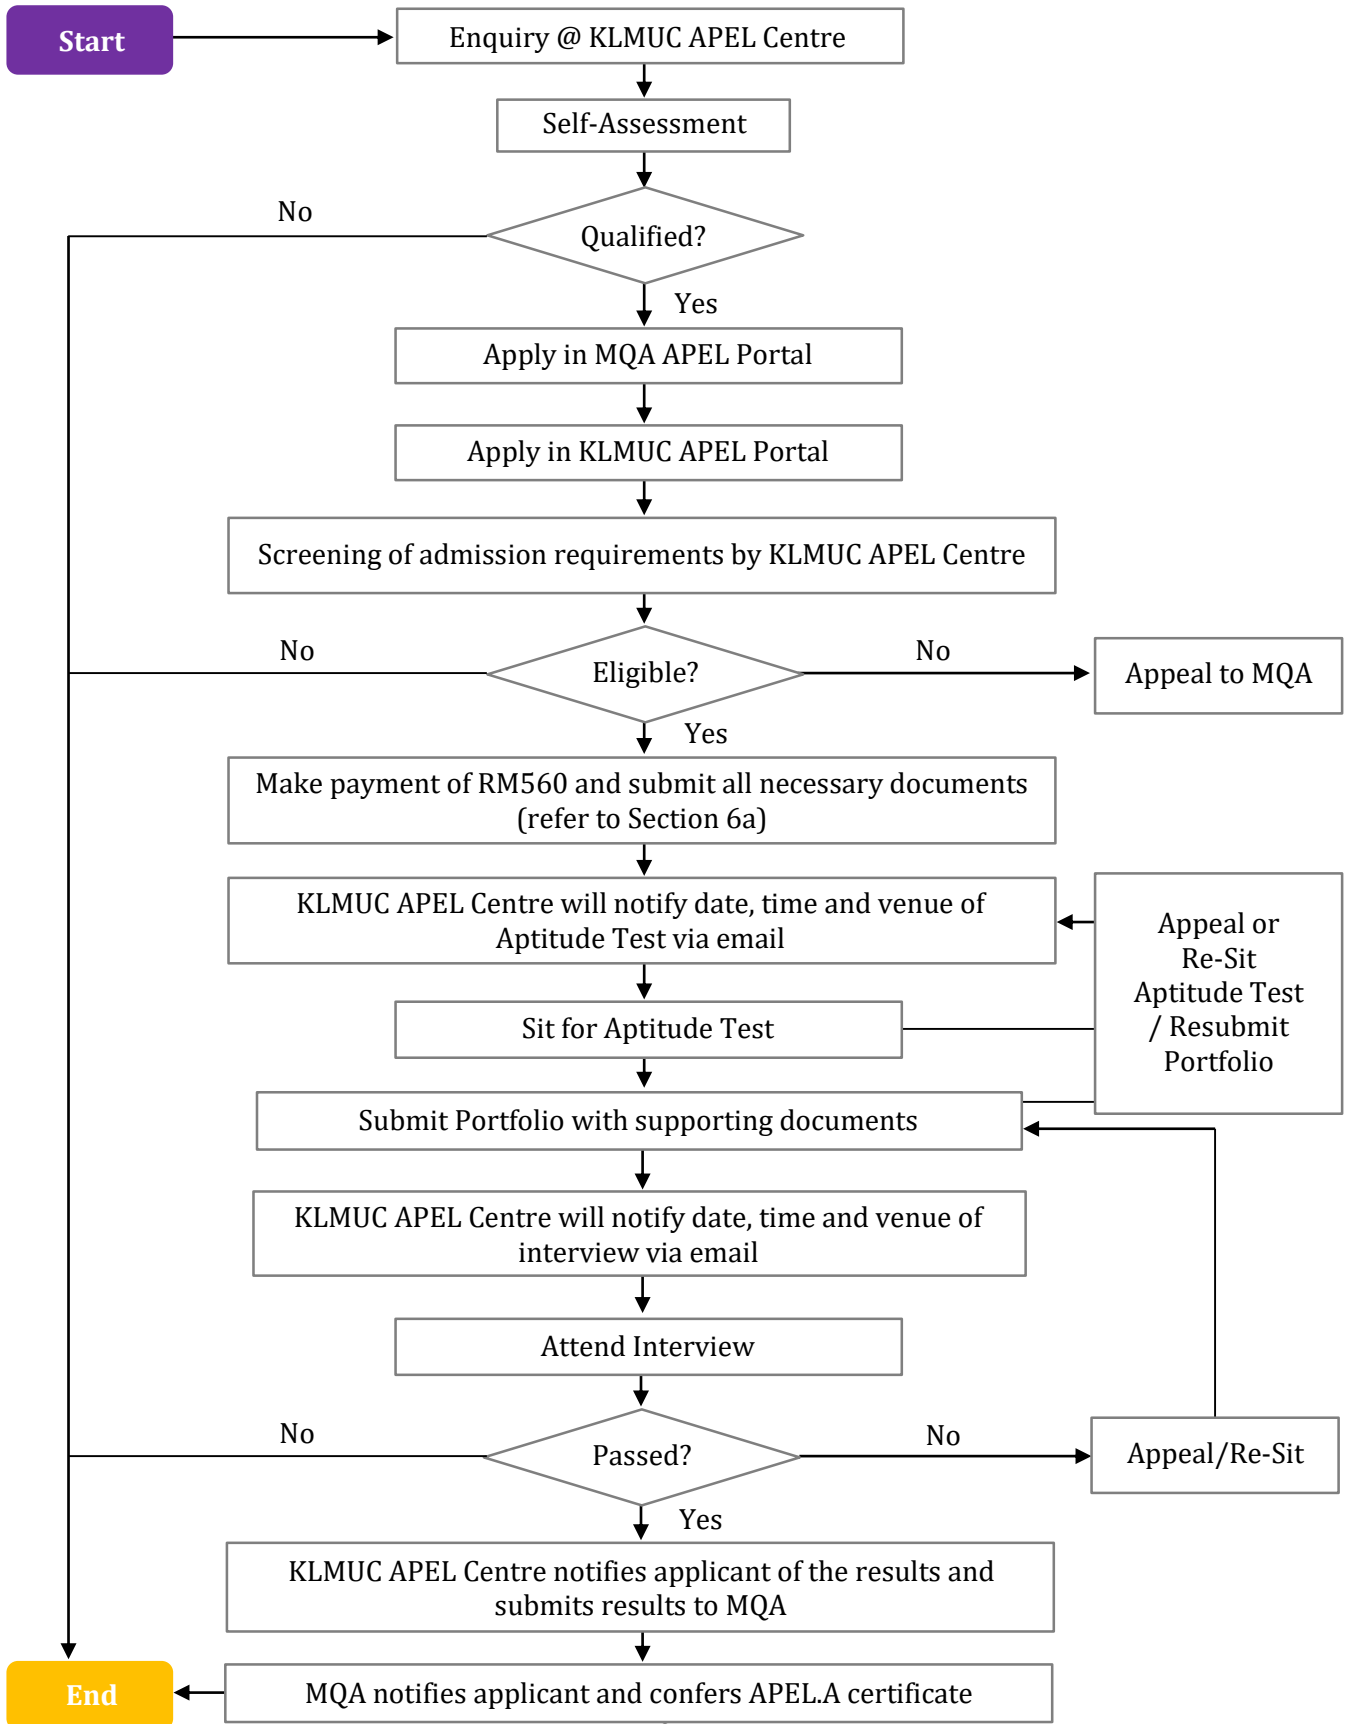 Start
Enquiry @ KLMUC APEL Centre
Self-Assessment
No
Qualified?
Yes
Apply in MQA APEL Portal
Apply in KLMUC APEL Portal
Screening of admission requirements by KLMUC APEL Centre
No
Eligible?
No
Appeal to MQA
Yes
Make payment of RM560 and submit all necessary documents
(refer to Section 6a)
KLMUC APEL Centre will notify date, time and venue of
Aptitude Test via email
Appeal or
Re-Sit
Aptitude Test
/ Resubmit
Portfolio
Sit for Aptitude Test
Submit Portfolio with supporting documents
KLMUC APEL Centre will notify date, time and venue of
interview via email
Attend Interview
No
Passed?
No
Appeal/Re-Sit
Yes
KLMUC APEL Centre notifies applicant of the results and
submits results to MQA
End
MQA notifies applicant and confers APEL.A certificate